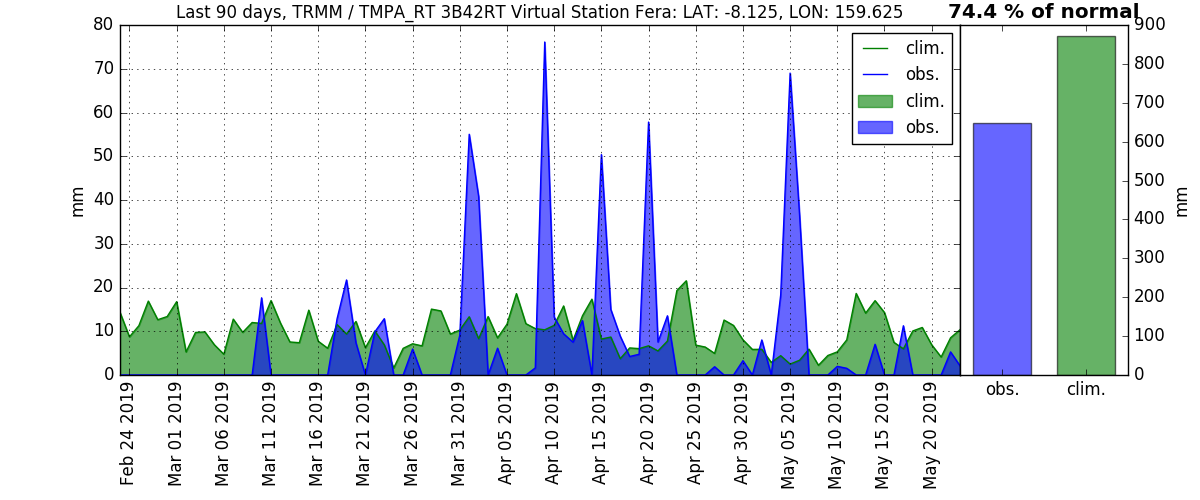 Last 90 days, TRMM / TMPA_RT 3B42RT Virtual Station Fera: LAT: -8.125, LON: 159.625
74.4 % of normal
80
70
60
50
40
30
20
10
0
mm
clim.
obs.
clim.
obs.
900
800
700
600
500
400
300
200
100
0
mm
Feb 24 2019
Mar 01 2019
Mar 06 2019
Mar 11 2019
Mar 16 2019
Mar 21 2019
Mar 26 2019
Mar 31 2019
Apr 05 2019
Apr 10 2019
Apr 15 2019
Apr 20 2019
Apr 25 2019
Apr 30 2019
May 05 2019
May 10 2019
May 15 2019
May 20 2019
obs.
clim.